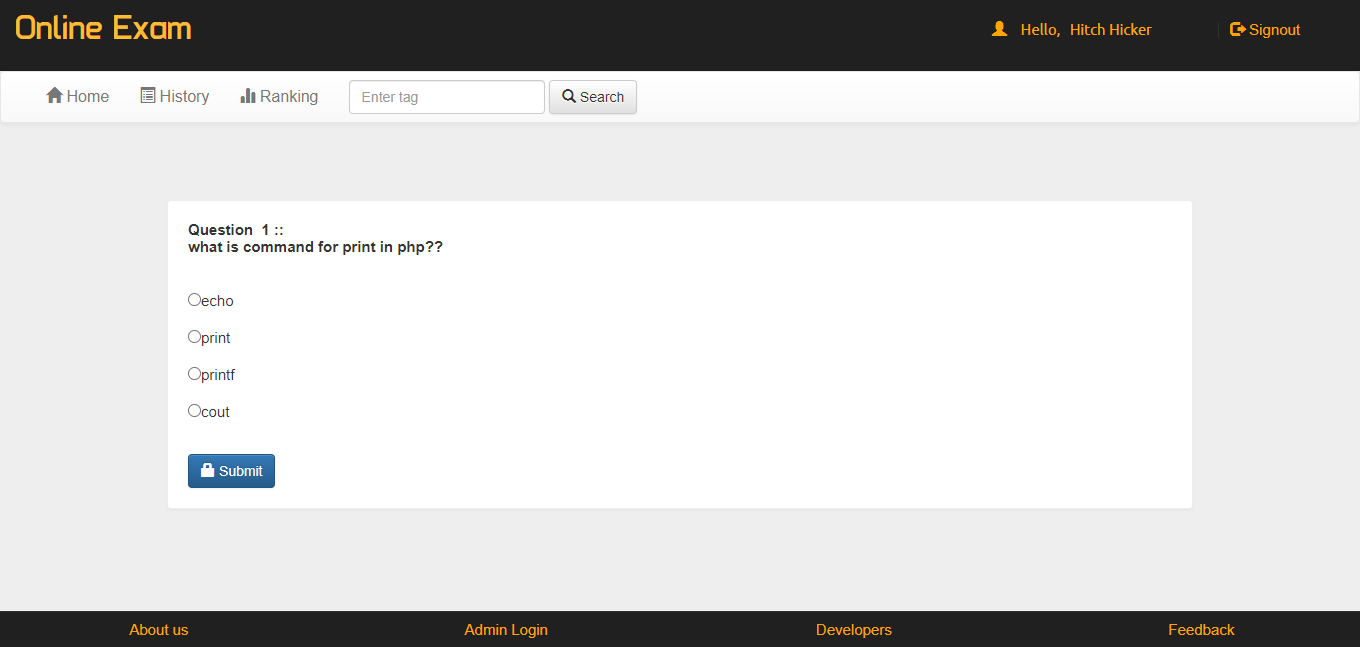 Online Exam
Hello, Hitch Hicker
Signout
Home
History
Ranking
Enter tag
Search
Question 1 ::
what is command for print in php??
echo
print
printf
cout
Submit
About us
Admin Login
Developers
Feedback